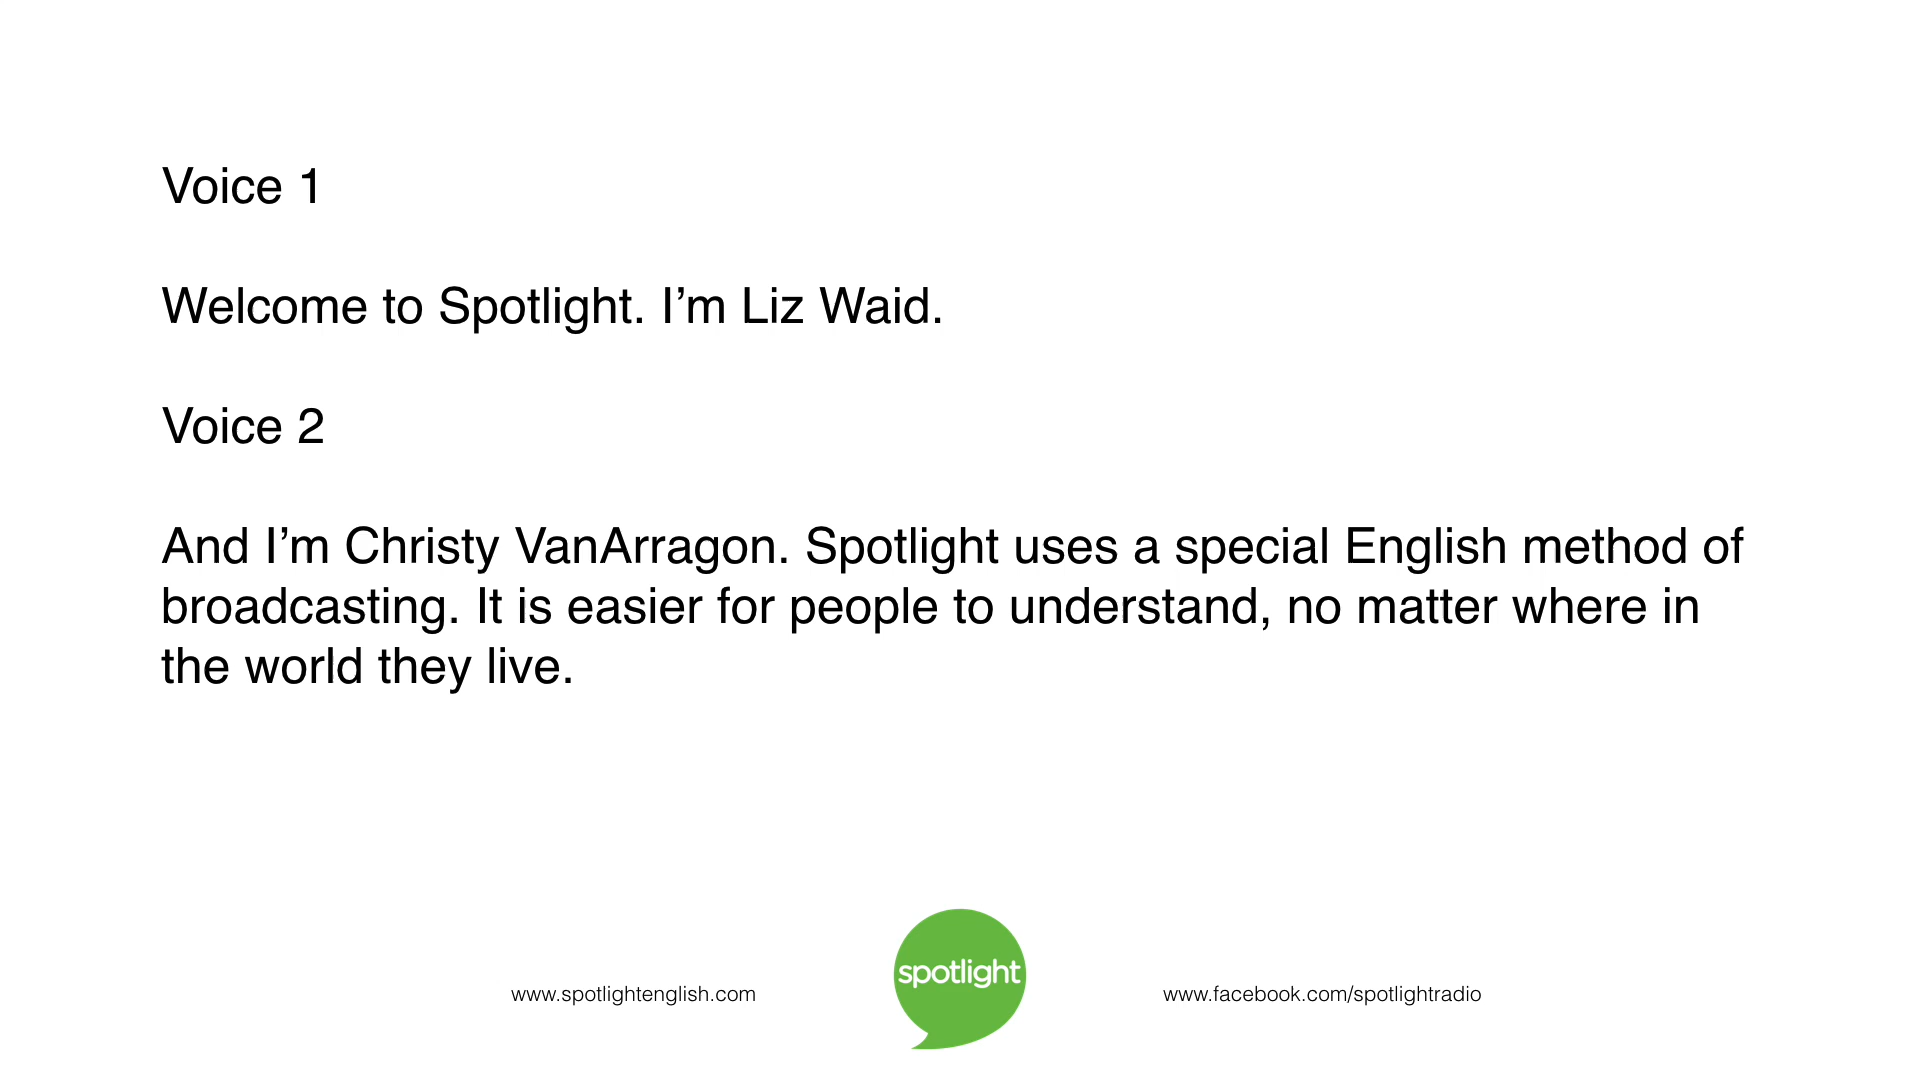 Voice 1
Welcome to Spotlight. I’m Liz Waid.
Voice 2
And I’m Christy VanArragon. Spotlight uses a special English method of
broadcasting. It is easier for people to understand, no matter where in
the world they live.
www.spotlightenglish.com
spotlight
www.facebook.com/spotlightradio